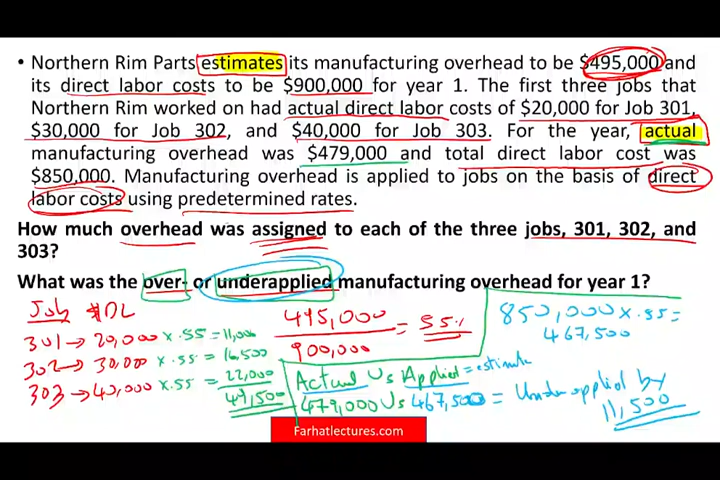 • Northern Rim Parts estimates its manufacturing overhead to be $495,000 and
its direct labor costs to be $900,000 for year 1. The first three jobs that
Northern Rim worked on had actual direct labor costs of $20,000 for Job 301,
$30,000 for Job 302, and $40,000 for Job 303. For the year, actual
manufacturing overhead was $479,000 and total direct labor cost was
$850,000. Manufacturing overhead is applied to jobs on the basis of direct
labor costs using predetermined rates.
How much overhead was assigned to each of the three jobs, 301, 302, and
303?
What was the over- or underapplied manufacturing overhead for year 1?
Job $DL
301→ 20,000 x .55 = 11,000
302→ 30,000 x .55 = 16,500
303→ 40,000 x .55 = 22,000
49,500
495,000
900,000
= 55%
850,000 x .55 =
467,500
Actual Vs Applied = estimate
479,000 Vs 467,500 = Underapplied by
11,500
Farhatlectures.com